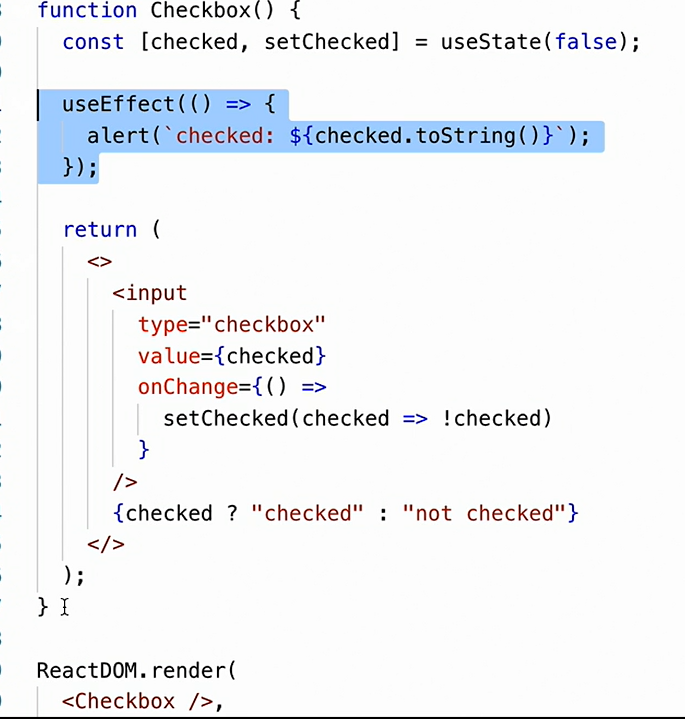 function Checkbox() {
const [checked, setChecked] = useState(false);
useEffect(() => {
alert(`checked: ${checked.toString()}`);
});
return (
<>
<input
type="checkbox"
value={checked}
onChange={() =>
setChecked(checked => !checked)
}
/>
{checked ? "checked" : "not checked"}
</>
);
}
ReactDOM.render(
<Checkbox />,